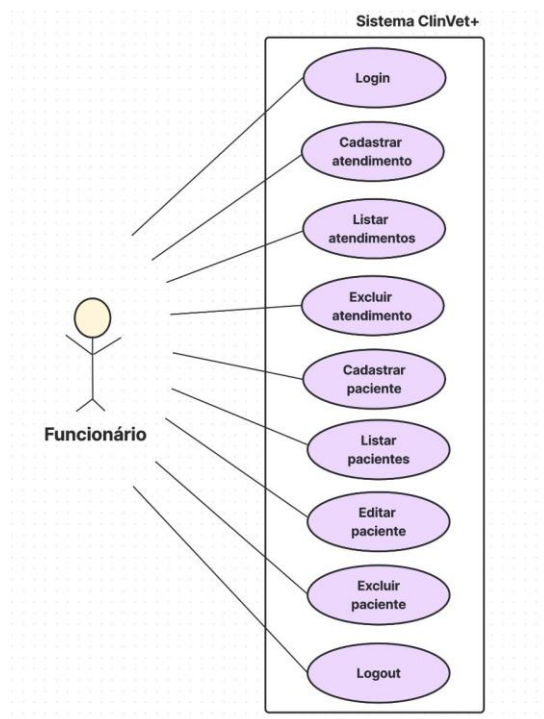 Sistema ClinVet+
Login
Cadastrar
atendimento
Listar
atendimentos
Excluir
atendimento
Cadastrar
paciente
Funcionário
Listar
pacientes
Editar
paciente
Excluir
paciente
Logout